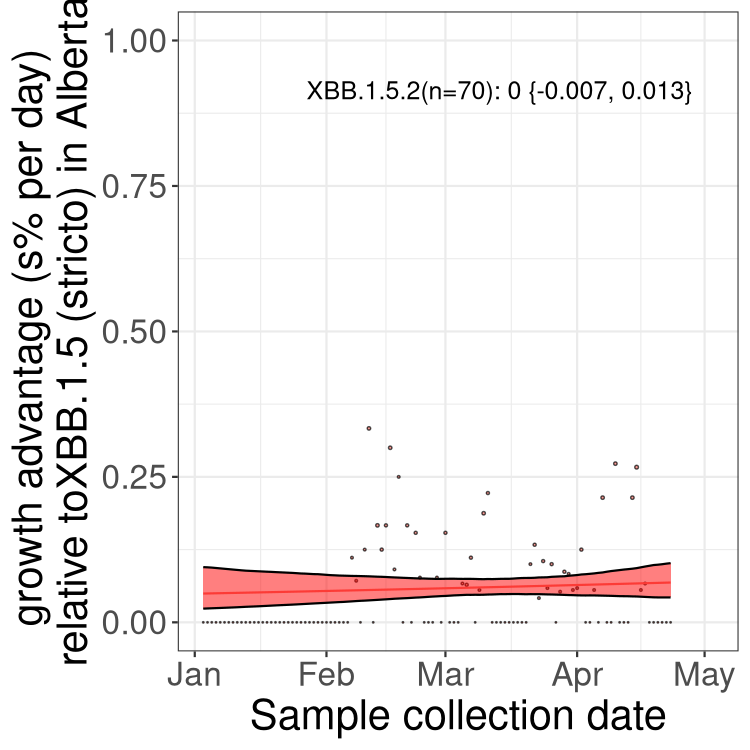 growth advantage (s% per day)
relative toXBB.1.5 (stricto) in Alberta
1.00
0.75
0.50
0.25
0.00
XBB.1.5.2(n=70): 0 {-0.007, 0.013}
Jan Feb Mar Apr May
Sample collection date